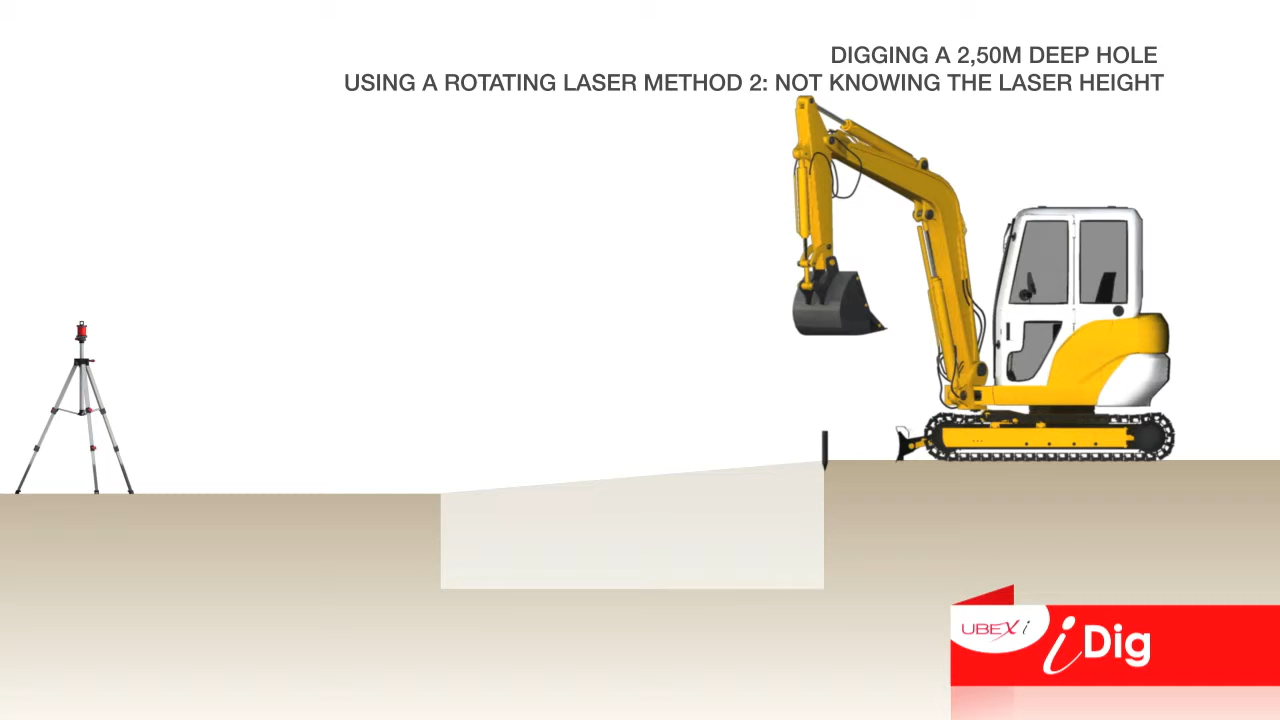 DIGGING A 2,50M DEEP HOLE
USING A ROTATING LASER METHOD 2: NOT KNOWING THE LASER HEIGHT
UBEXi
iDig